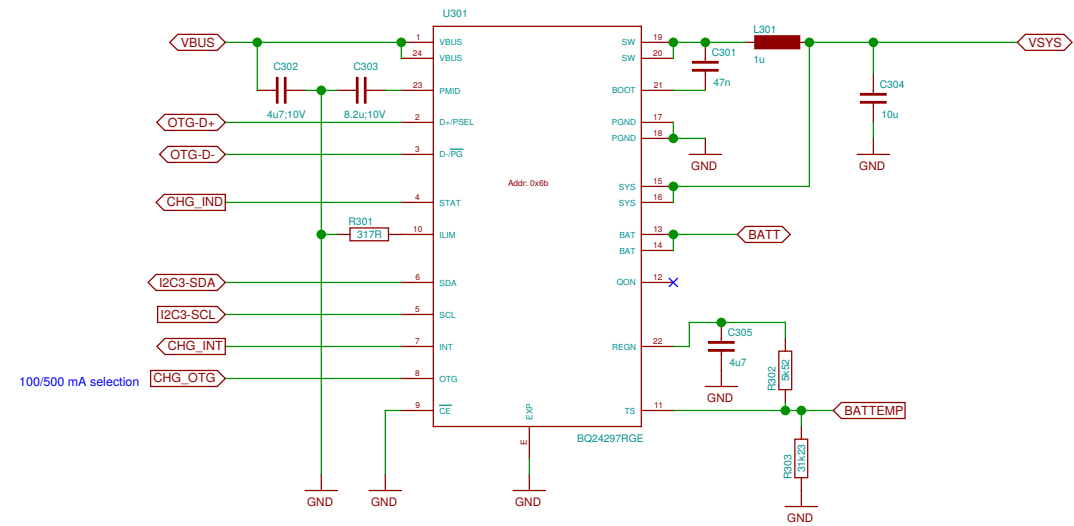 U301
VBUS 1 VBUS SW 19 L301 VSYS
24 VBUS SW 20 C301 1u
C302 C303 47n C304
23 PMID BOOT 21 10u
4u7;10V 8.2u;10V
OTG-D+ 2 D+/PSEL PGND 17
PGND 18
OTG-D- 3 D-/PG GND GND
Addr: 0x6b
SYS 15
CHG_IND 4 STAT SYS 16
R301
317R 10 ILIM BAT 13 BATT
BAT 14
I2C3-SDA 6 SDA QON 12
I2C3-SCL 5 SCL
C305
CHG_INT 7 INT REGN 22 4u7
R302 5k52
100/500 mA selection CHG_OTG 8 OTG GND
9 CE EXP TS 11 BATTEMP
E BQ24297RGE
R303 31k23
GND GND GND GND